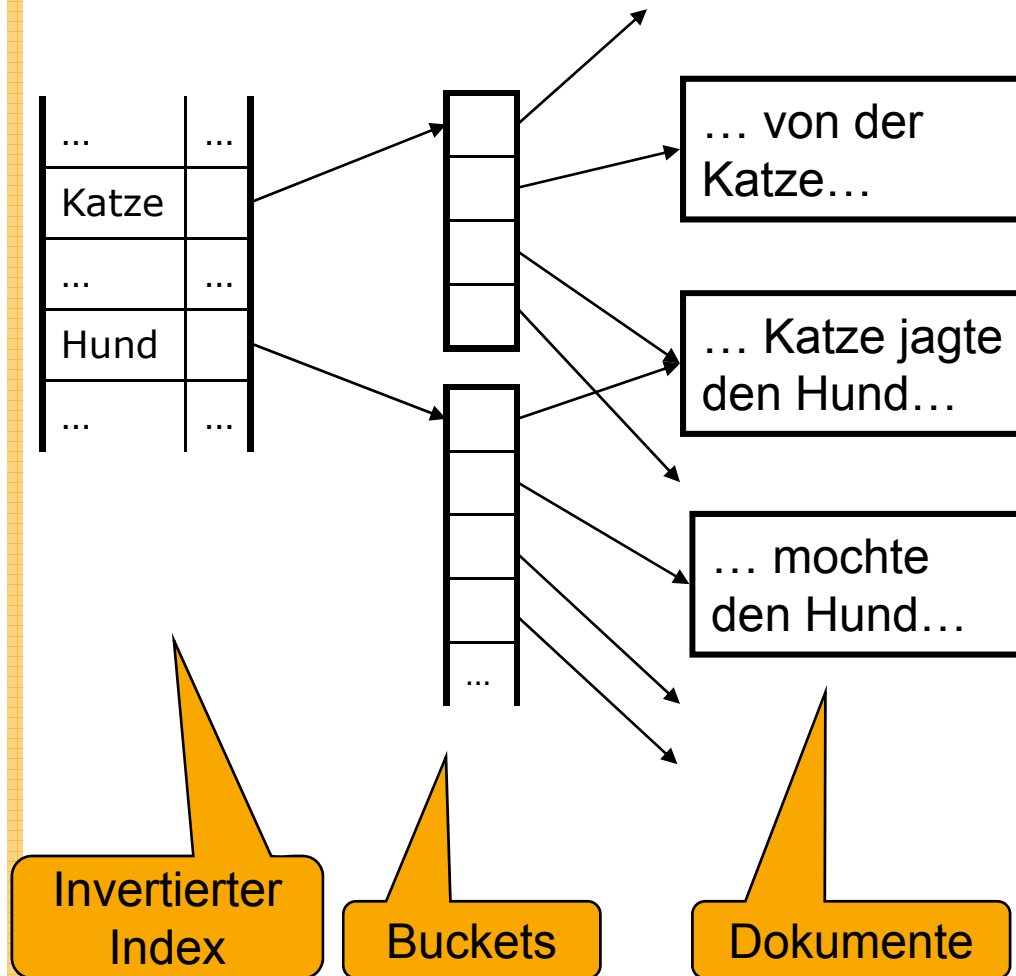 ... ...
Katze
... ...
Hund
... ...
...
… von der
Katze…
… Katze jagte
den Hund…
… mochte
den Hund…
Invertierter
Index
Buckets
Dokumente